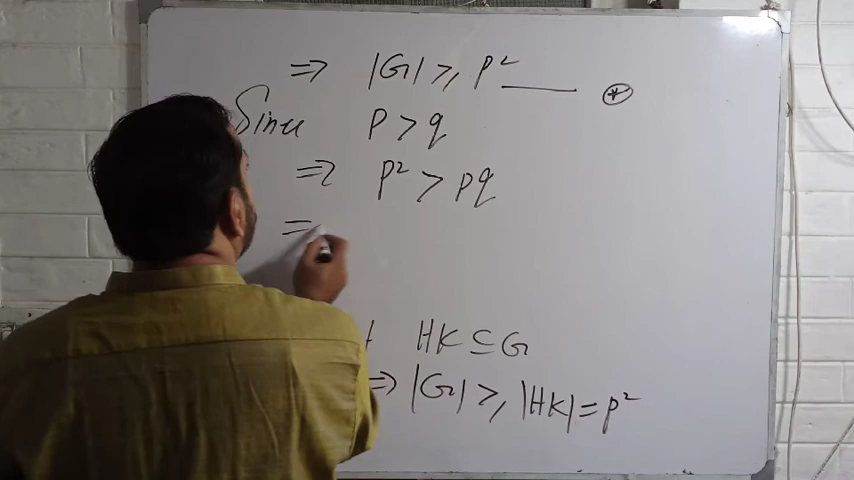 ⇒ |G| ≥ p² ——— ⊛
Since p > q
⇒ p² > pq
=
HK ⊆ G
⇒ |G| ≥ |HK| = p²